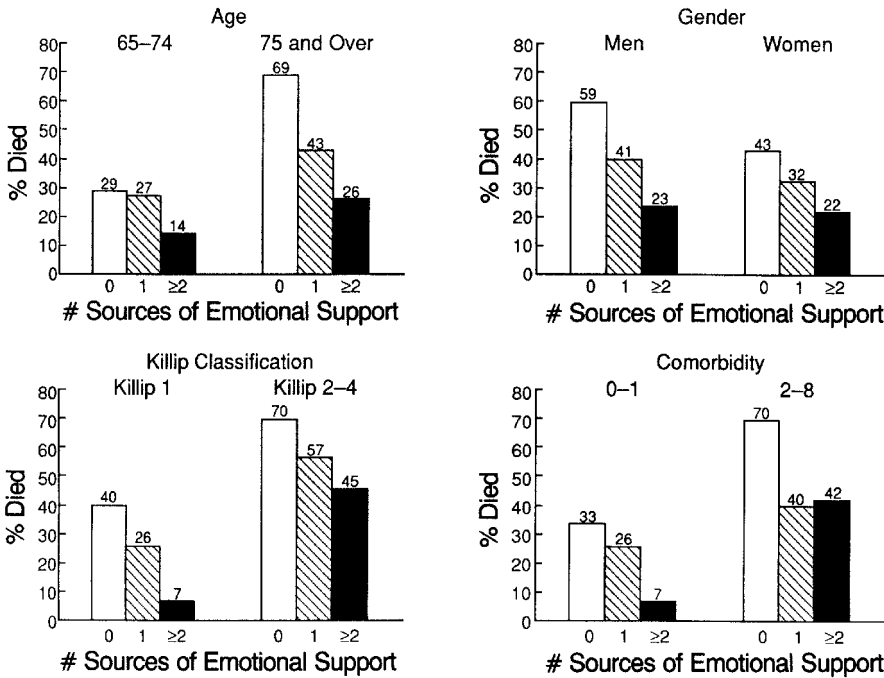 Age
65–74 75 and Over
% Died
80
70
60
50
40
30
20
10
0
29 27 14 69 43 26
0 1 ≥2 0 1 ≥2
# Sources of Emotional Support
Gender
Men Women
% Died
80
70
60
50
40
30
20
10
0
59 41 23 43 32 22
0 1 ≥2 0 1 ≥2
# Sources of Emotional Support
Killip Classification
Killip 1 Killip 2–4
% Died
80
70
60
50
40
30
20
10
0
40 26 7 70 57 45
0 1 ≥2 0 1 ≥2
# Sources of Emotional Support
Comorbidity
0–1 2–8
% Died
80
70
60
50
40
30
20
10
0
33 26 7 70 40 42
0 1 ≥2 0 1 ≥2
# Sources of Emotional Support